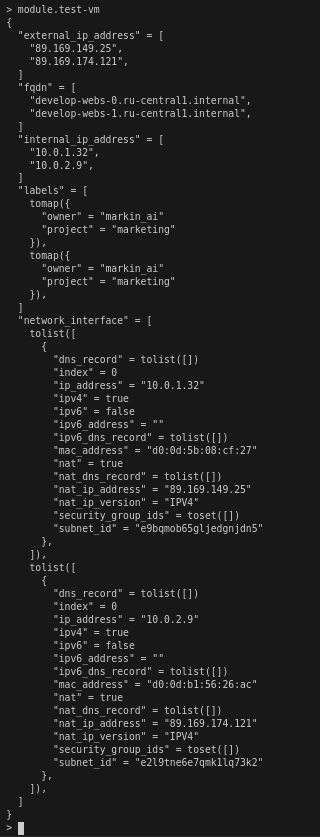 > module.test-vm
{
  "external_ip_address" = [
    "89.169.149.25",
    "89.169.174.121",
  ]
  "fqdn" = [
    "develop-webs-0.ru-central1.internal",
    "develop-webs-1.ru-central1.internal",
  ]
  "internal_ip_address" = [
    "10.0.1.32",
    "10.0.2.9",
  ]
  "labels" = [
    tomap({
      "owner" = "markin_ai"
      "project" = "marketing"
    }),
    tomap({
      "owner" = "markin_ai"
      "project" = "marketing"
    }),
  ]
  "network_interface" = [
    tolist([
      {
        "dns_record" = tolist([])
        "index" = 0
        "ip_address" = "10.0.1.32"
        "ipv4" = true
        "ipv6" = false
        "ipv6_address" = ""
        "ipv6_dns_record" = tolist([])
        "mac_address" = "d0:0d:5b:08:cf:27"
        "nat" = true
        "nat_dns_record" = tolist([])
        "nat_ip_address" = "89.169.149.25"
        "nat_ip_version" = "IPV4"
        "security_group_ids" = toset([])
        "subnet_id" = "e9bqmob65gljedgnjdn5"
      },
    ]),
    tolist([
      {
        "dns_record" = tolist([])
        "index" = 0
        "ip_address" = "10.0.2.9"
        "ipv4" = true
        "ipv6" = false
        "ipv6_address" = ""
        "ipv6_dns_record" = tolist([])
        "mac_address" = "d0:0d:b1:56:26:ac"
        "nat" = true
        "nat_dns_record" = tolist([])
        "nat_ip_address" = "89.169.174.121"
        "nat_ip_version" = "IPV4"
        "security_group_ids" = toset([])
        "subnet_id" = "e2l9tne6e7qmk1lq73k2"
      },
    ]),
  ]
}
>